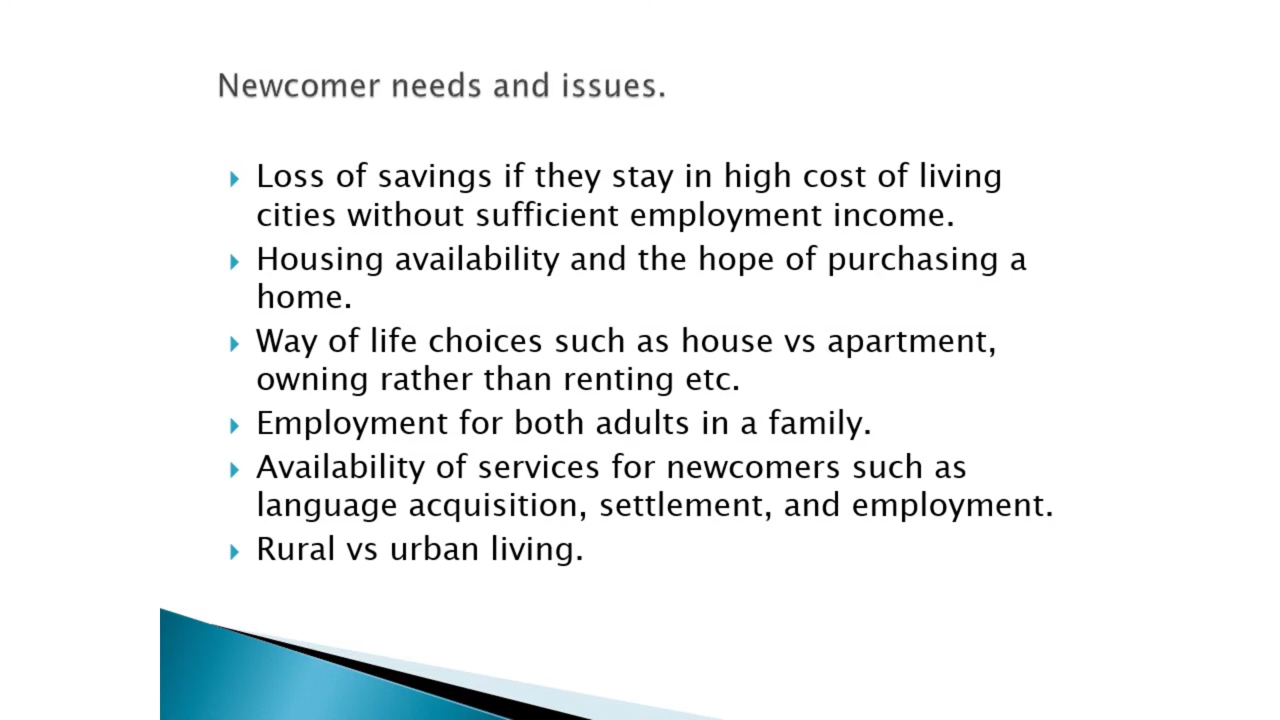 Newcomer needs and issues.
Loss of savings if they stay in high cost of living
cities without sufficient employment income.
Housing availability and the hope of purchasing a
home.
Way of life choices such as house vs apartment,
owning rather than renting etc.
Employment for both adults in a family.
Availability of services for newcomers such as
language acquisition, settlement, and employment.
Rural vs urban living.